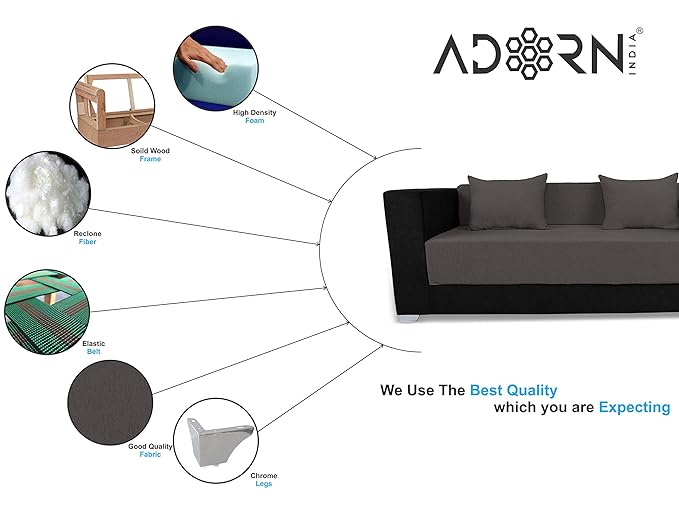 ADORN
INDIA®
High Density
Foam
Soild Wood
Frame
Reclone
Fiber
Elastic
Belt
Good Quality
Fabric
Chrome
Legs
We Use The Best Quality
which you are Expecting